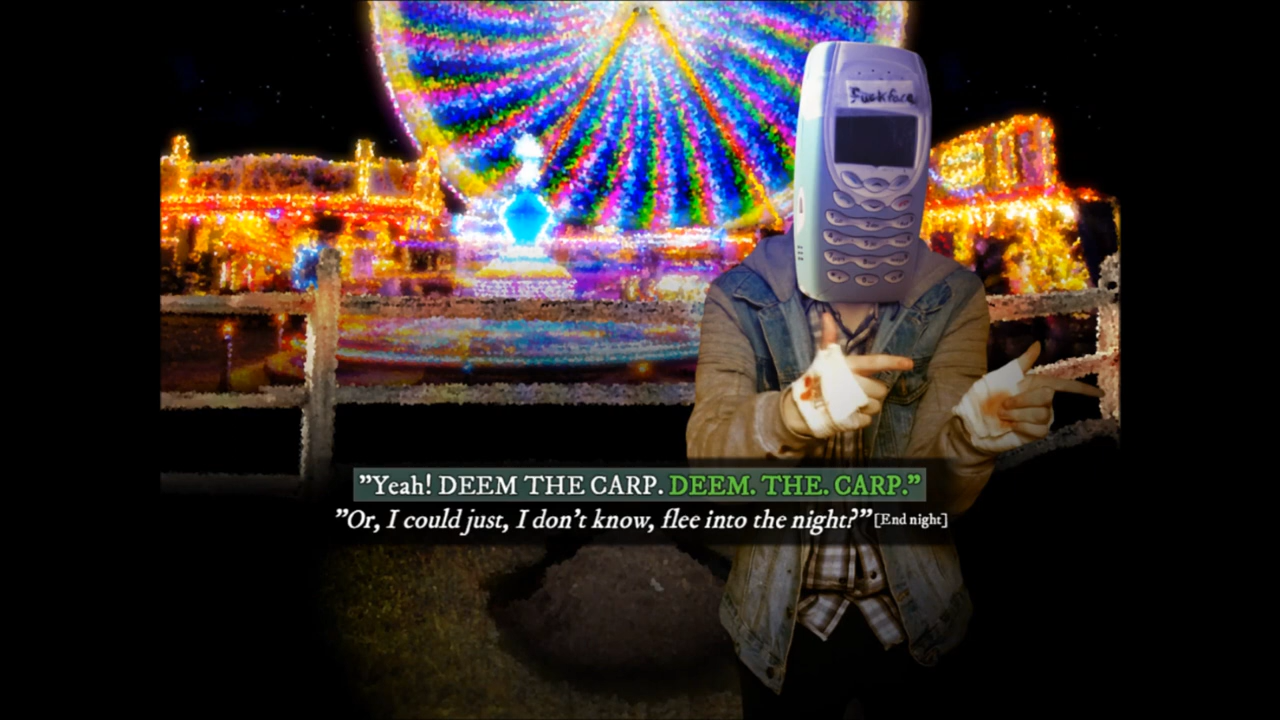 Fuckface
"Yeah! DEEM THE CARP. DEEM. THE. CARP."
"Or, I could just, I don't know, flee into the night?" [End night]